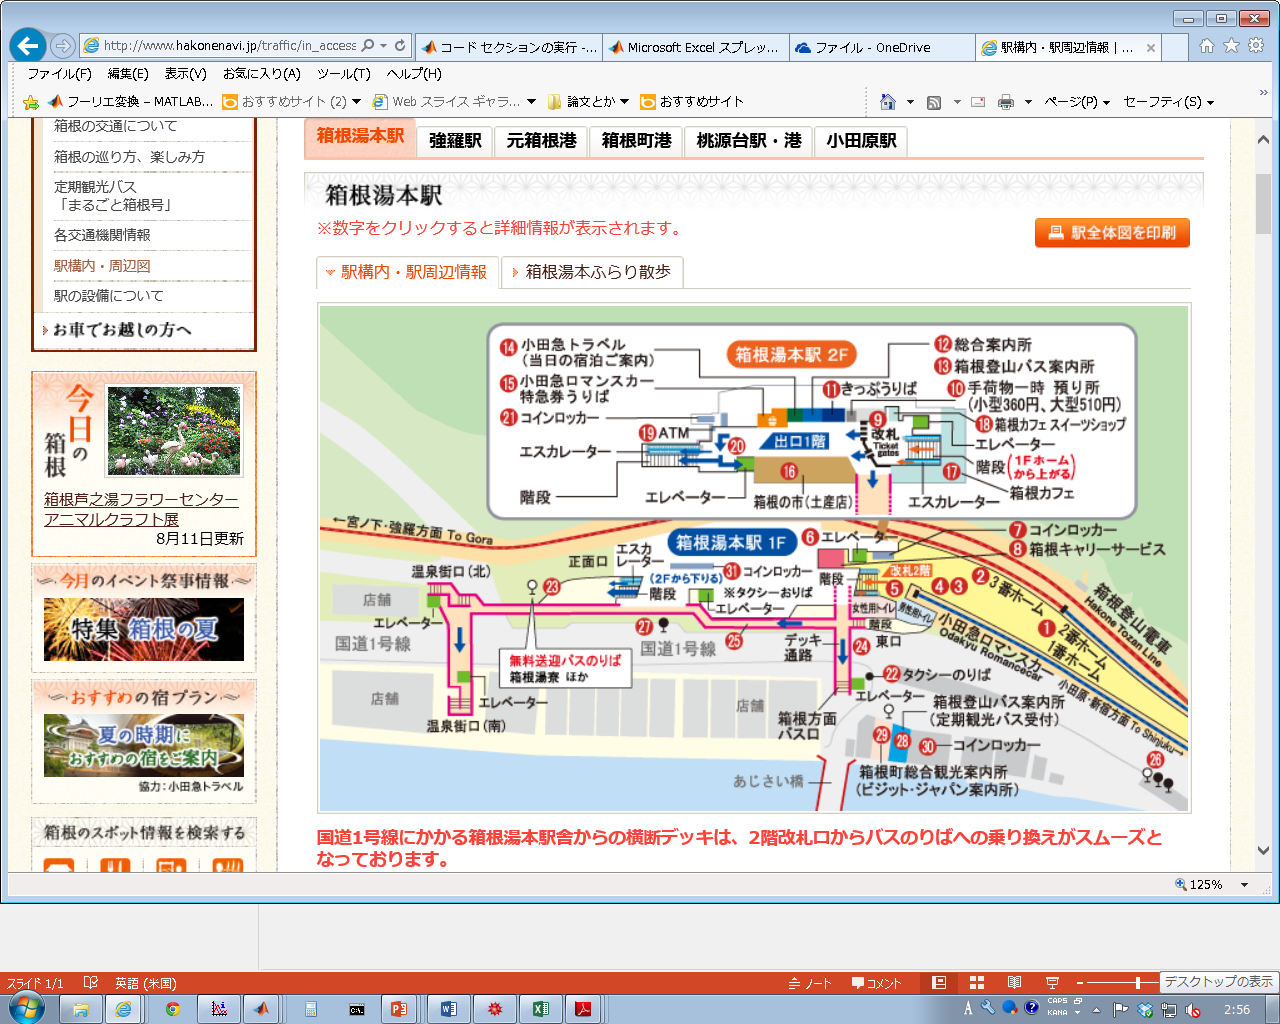 http://www.hakonenavi.jp/traffic/in_access
コード セクションの実行 -...
Microsoft Excel スプレッ...
ファイル - OneDrive
駅構内・駅周辺情報 | ...
ファイル(F) 編集(E) 表示(V) お気に入り(A) ツール(T) ヘルプ(H)
フーリエ変換 – MATLAB...
おすすめサイト (2)
Web スライス ギャラ...
論文とか
おすすめサイト
ページ(P)
セーフティ(S)
箱根の交通について
箱根の巡り方、楽しみ方
定期観光バス
「まるごと箱根号」
各交通機関情報
駅構内・周辺図
駅の設備について
お車でお越しの方へ
今日の箱根
箱根芦之湯フラワーセンター
アニマルクラフト展
8月11日更新
今月のイベント祭事情報
特集 箱根の夏
おすすめの宿プラン
夏の時期に
おすすめの宿をご案内
協力：小田急トラベル
箱根のスポット情報を検索する
箱根湯本駅 強羅駅 元箱根港 箱根町港 桃源台駅・港 小田原駅
箱根湯本駅
※数字をクリックすると詳細情報が表示されます。
駅全体図を印刷
駅構内・駅周辺情報
箱根湯本ふらり散歩
箱根湯本駅 2F
14 小田急トラベル
(当日の宿泊ご案内)
15 小田急ロマンスカー
特急券うりば
21 コインロッカー
19 ATM
エスカレーター
階段
エレベーター
20
出口1階
16
箱根の市(土産店)
11 きっぷうりば
9
改札
Ticket gates
12 総合案内所
13 箱根登山バス案内所
10 手荷物一時 預り所
(小型360円、大型510円)
18 箱根カフェ スイーツショップ
エレベーター
階段 (1Fホームから上がる)
17
箱根カフェ
エスカレーター
←宮ノ下・強羅方面 To Gora
箱根湯本駅 1F
6 エレベーター
7 コインロッカー
8 箱根キャリーサービス
正面口
エスカレーター
(2Fから下りる)
階段
31 コインロッカー
※タクシーおりば
エレベーター
階段
改札2階
5
4 3
2 3番ホーム
1 2番ホーム
1番ホーム
箱根登山電車
Hakone Tozan Line
小田急ロマンスカー
Odakyu Romancecar
小田原・新宿方面 To Shinjuku
女性用トイレ
男性用トイレ
階段
東口
24
温泉街口(北)
店舗
エレベーター
国道1号線
23
27
国道1号線
25
デッキ
通路
無料送迎バスのりば
箱根湯寮 ほか
22 タクシーのりば
エレベーター
店舗
エレベーター
温泉街口(南)
店舗
箱根方面
バス口
箱根登山バス案内所
(定期観光バス受付)
29 28 30 コインロッカー
26
箱根町総合観光案内所
(ビジット・ジャパン案内所)
あじさい橋
国道1号線にかかる箱根湯本駅舎からの横断デッキは、2階改札口からバスのりばへの乗り換えがスムーズと
なっております。
125%
スライド 1/1
英語 (米国)
ノート
コメント
デスクトップの表示
A
CAPS
KANA
2:56